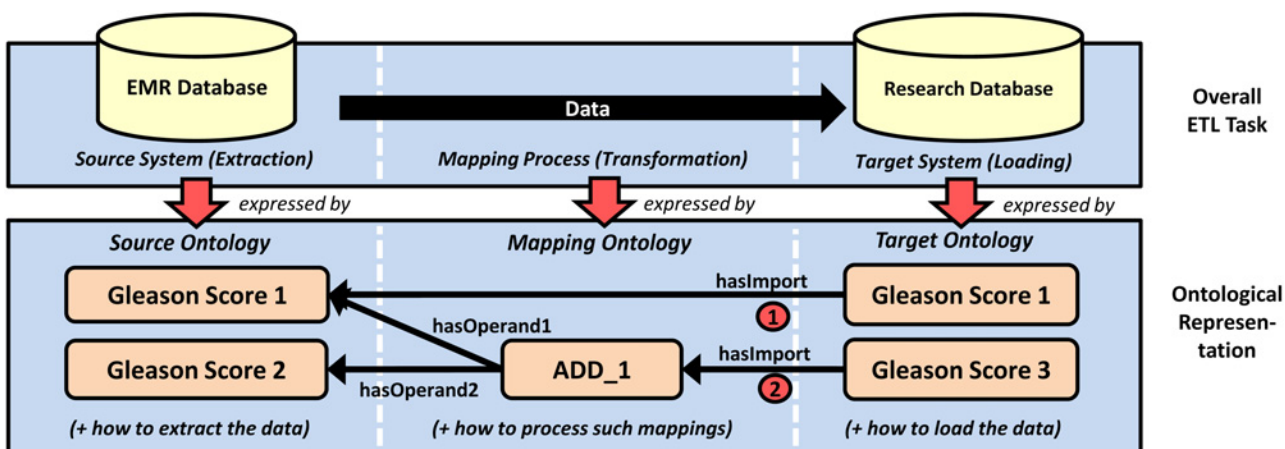 EMR Database
Research Database
Data
Overall
ETL Task
Source System (Extraction)
Mapping Process (Transformation)
Target System (Loading)
expressed by
expressed by
expressed by
Source Ontology
Mapping Ontology
Target Ontology
Gleason Score 1
hasImport
1
Gleason Score 1
hasOperand1
Ontological
Represen-
tation
Gleason Score 2
hasOperand2
ADD_1
hasImport
2
Gleason Score 3
(+ how to extract the data)
(+ how to process such mappings)
(+ how to load the data)